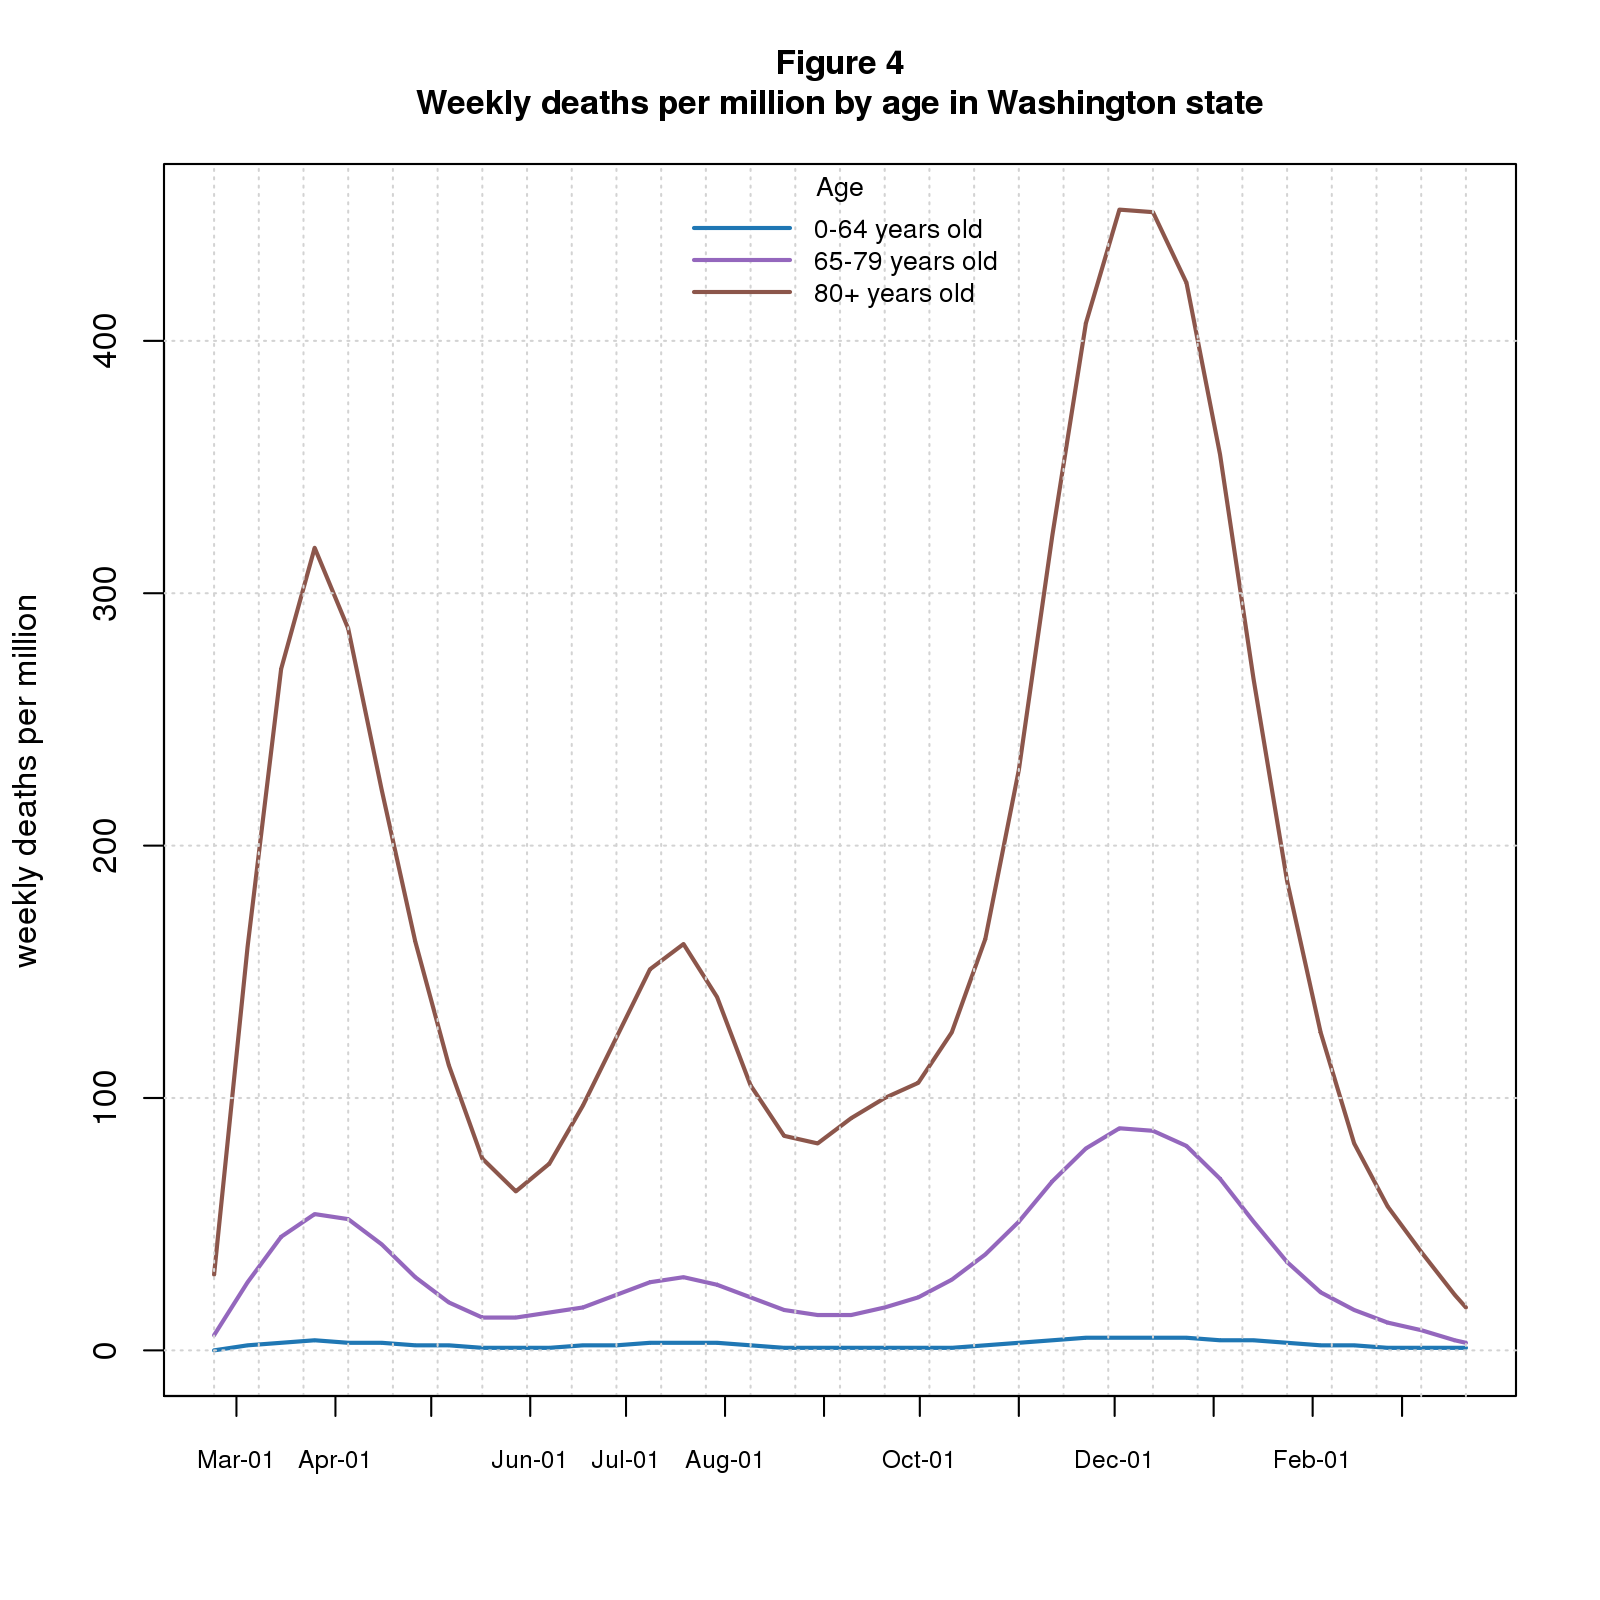 Figure 4
Weekly deaths per million by age in Washington state
Age
0-64 years old
65-79 years old
80+ years old
weekly deaths per million
400
300
200
100
0
Mar-01 Apr-01 Jun-01 Jul-01 Aug-01 Oct-01 Dec-01 Feb-01